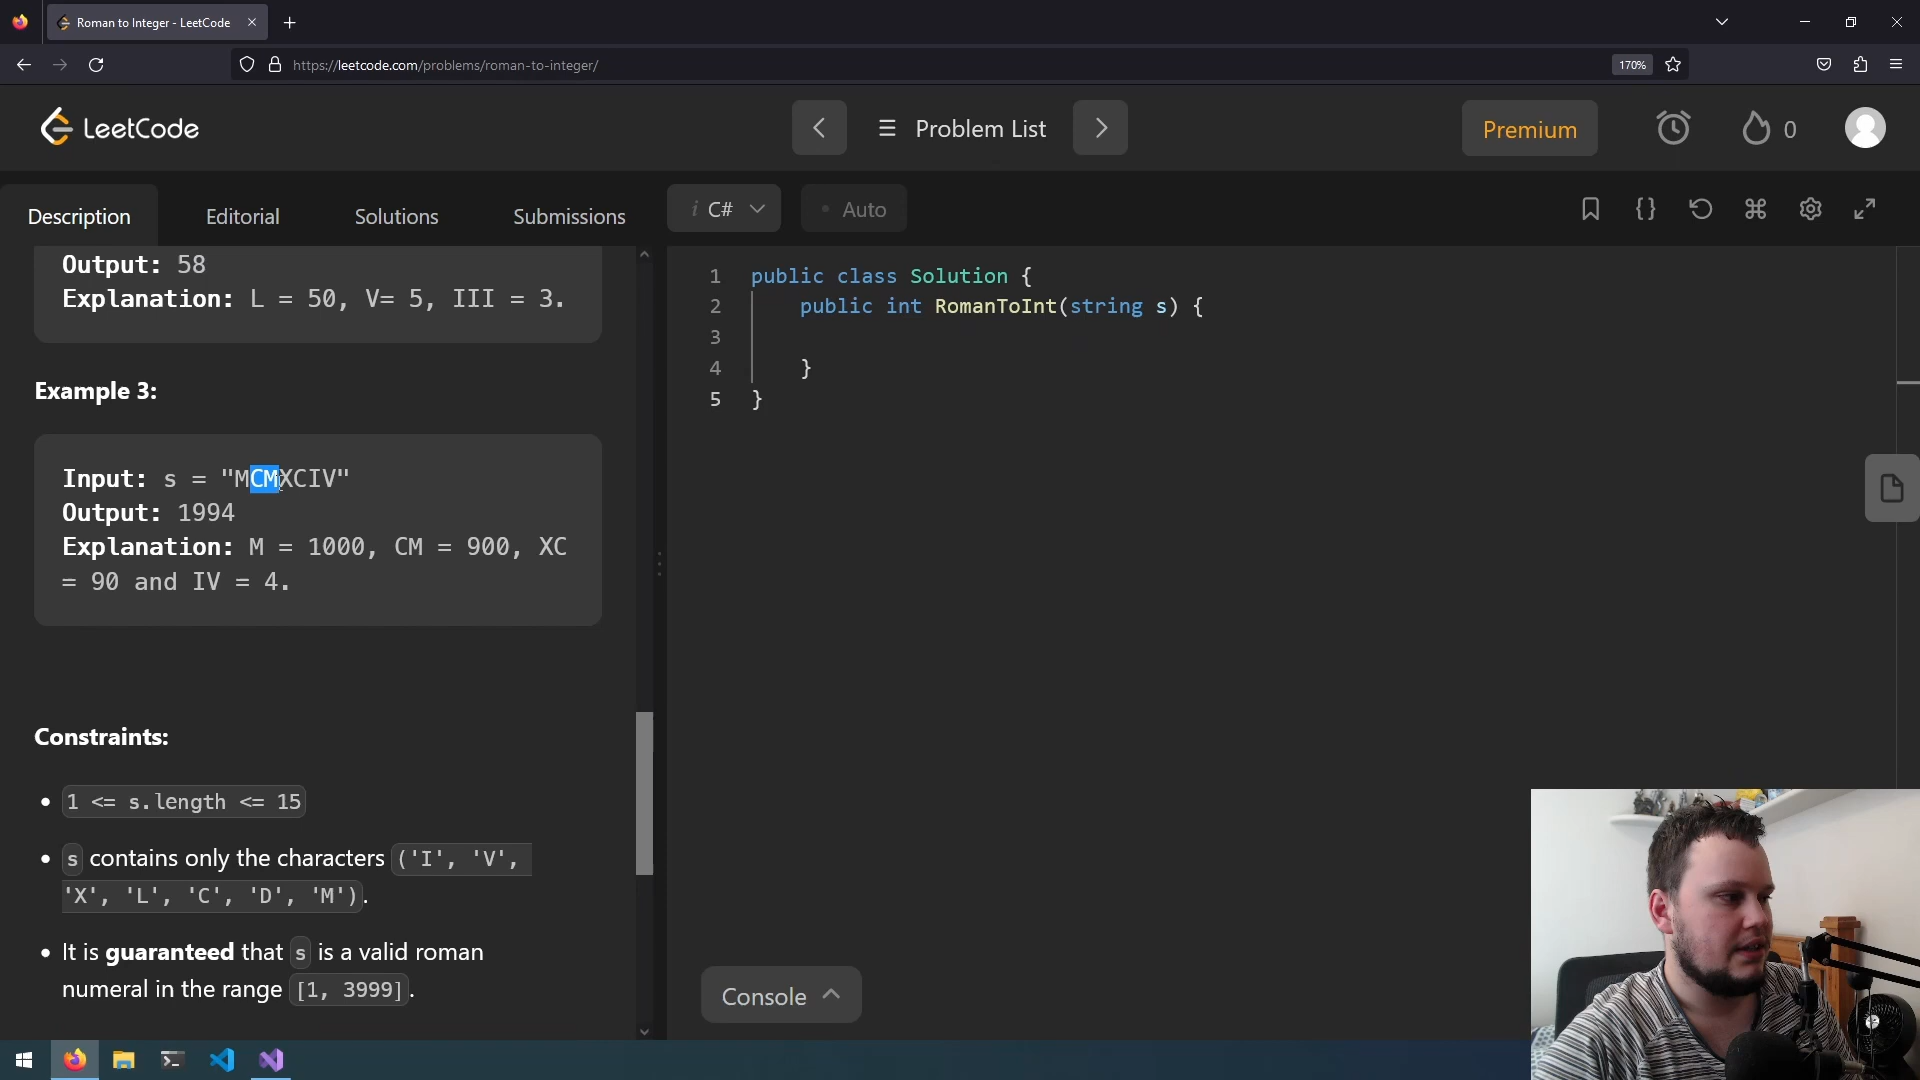 Roman to Integer - LeetCode
https://leetcode.com/problems/roman-to-integer/
170%
LeetCode
Problem List
Premium
0
Description
Editorial
Solutions
Submissions
i C#
• Auto
Output: 58
Explanation: L = 50, V= 5, III = 3.
Example 3:
Input: s = "MCMXCIV"
Output: 1994
Explanation: M = 1000, CM = 900, XC
= 90 and IV = 4.
Constraints:
• 1 <= s.length <= 15
• s contains only the characters ('I', 'V',
'X', 'L', 'C', 'D', 'M').
• It is guaranteed that s is a valid roman
numeral in the range [1, 3999].
1 public class Solution {
2 public int RomanToInt(string s) {
3
4 }
5 }
Console